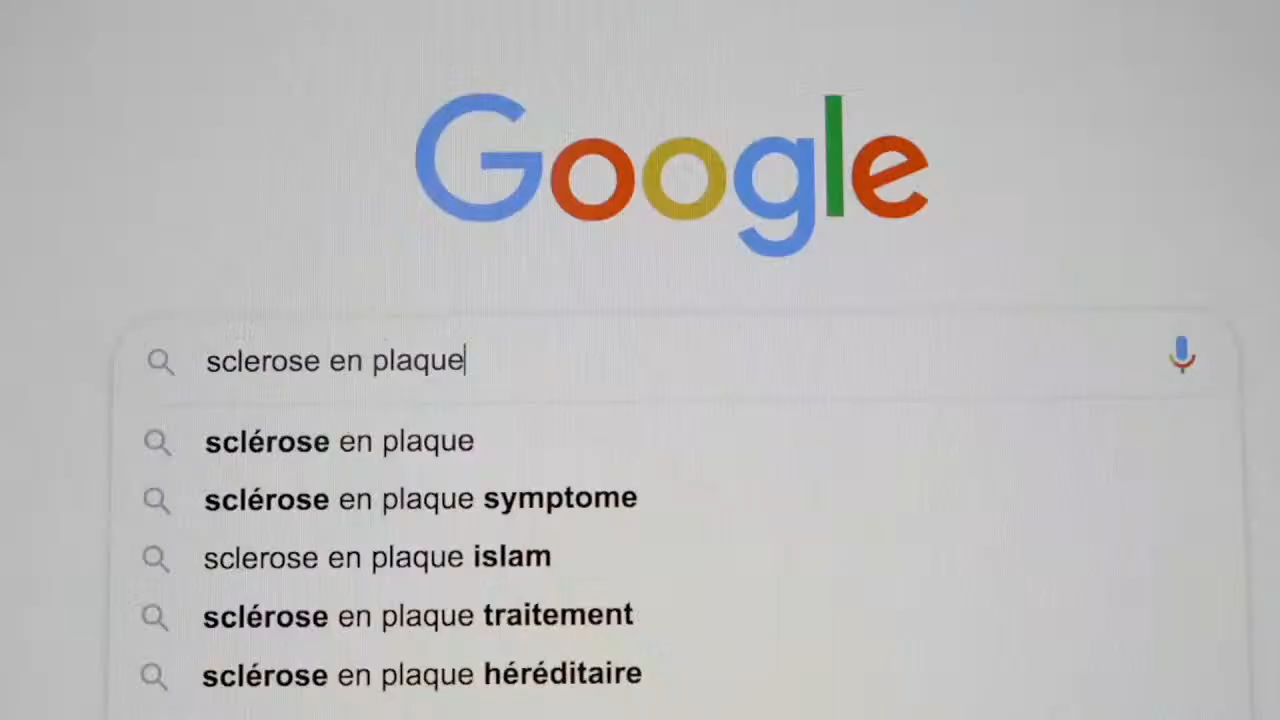 Google
sclerose en plaque
sclérose en plaque
sclérose en plaque symptome
sclerose en plaque islam
sclérose en plaque traitement
sclérose en plaque héréditaire